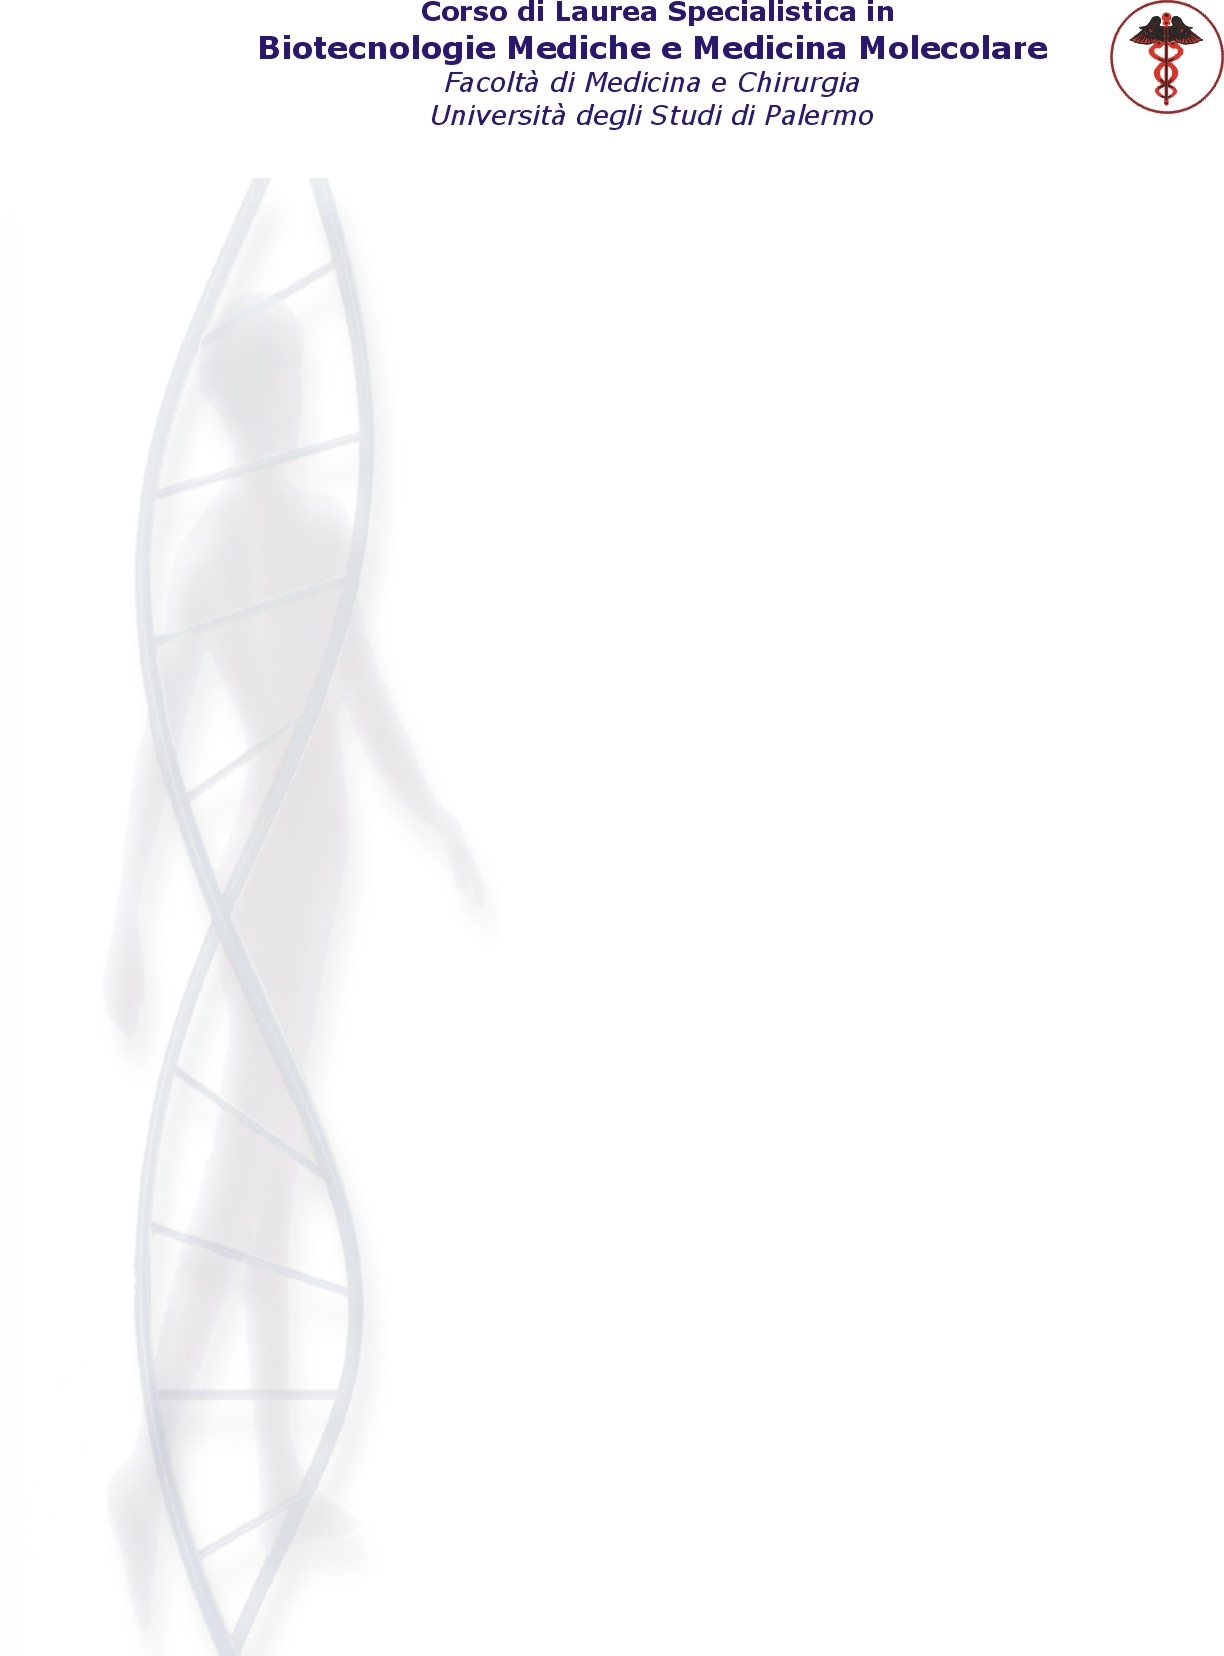 Corso di Laurea Specialistica in
Biotecnologie Mediche e Medicina Molecolare
Facoltà di Medicina e Chirurgia
Università degli Studi di Palermo